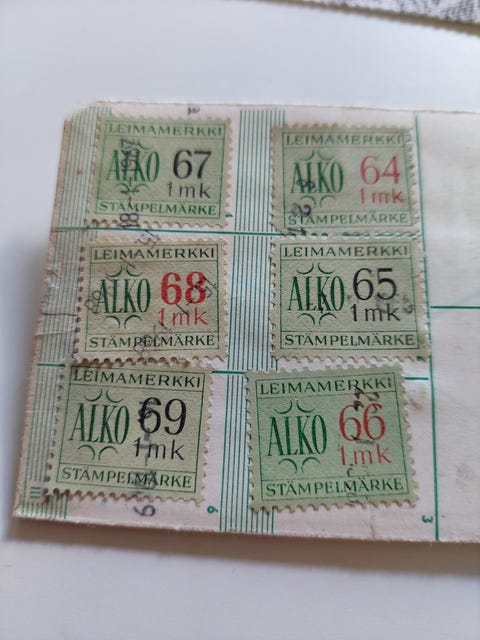 LEIMAMERKKI
ALKO 67
1mk
STÄMPELMÄRKE
LEIMAMERKKI
ALKO 64
1mk
STÄMPELMÄRKE
LEIMAMERKKI
ALKO 68
1mk
STÄMPELMÄRKE
LEIMAMERKKI
ALKO 65
1mk
STÄMPELMÄRKE
LEIMAMERKKI
ALKO 69
1mk
STÄMPELMÄRKE
LEIMAMERKKI
ALKO 66
1mk
STÄMPELMÄRKE
6
3